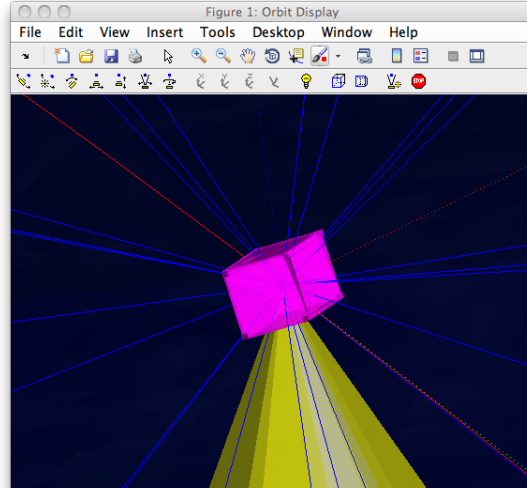 Figure 1: Orbit Display
File Edit View Insert Tools Desktop Window Help
STOP